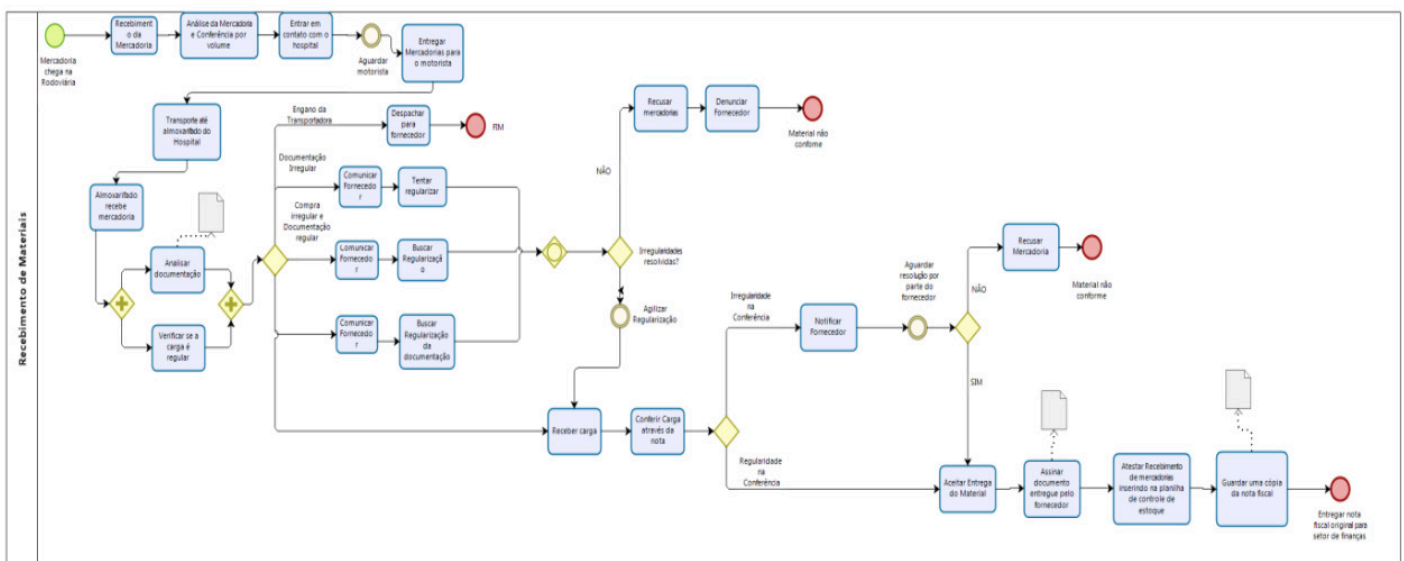 Recebimento de Materiais
Mercadoria
chega na
Rodoviária
Recebiment
o da
Mercadoria
Análise da Mercadoria
e Conferência por
volume
Entrar em
contato com o
hospital
Aguardar
motorista
Entregar
Mercadorias para
o motorista
Transporte até
almoxarifado do
Hospital
Almoxarifado
recebe
mercadoria
Analisar
documentação
Verificar se a
carga é
regular
Engano da
Transportadora
Despachar
para
fornecedor
FIM
Documentação
Irregular
Comunicar
Fornecedo
r
Tentar
regularizar
Compra
irregular e
Documentação
regular
Comunicar
Fornecedo
r
Buscar
Regularizaçã
o
Comunicar
Fornecedo
r
Buscar
Regularização
da
documentação
NÃO
Recusar
mercadorias
Denunciar
Fornecedor
Material não
conforme
Irregularidades
resolvidas?
Agilizar
Regularização
Receber carga
Conferir Carga
através da
nota
Irregularidade
na
Conferência
Notificar
Fornecedor
Aguardar
resolução por
parte do
fornecedor
NÃO
Recusar
Mercadoria
Material não
conforme
SIM
Regularidade
na
Conferência
Aceitar Entrega
do Material
Assinar
documento
entregue pelo
fornecedor
Atestar Recebimento
de mercadorias
inserindo na planilha
de controle de
estoque
Guardar uma cópia
da nota fiscal
Entregar nota
fiscal original para
setor de finanças